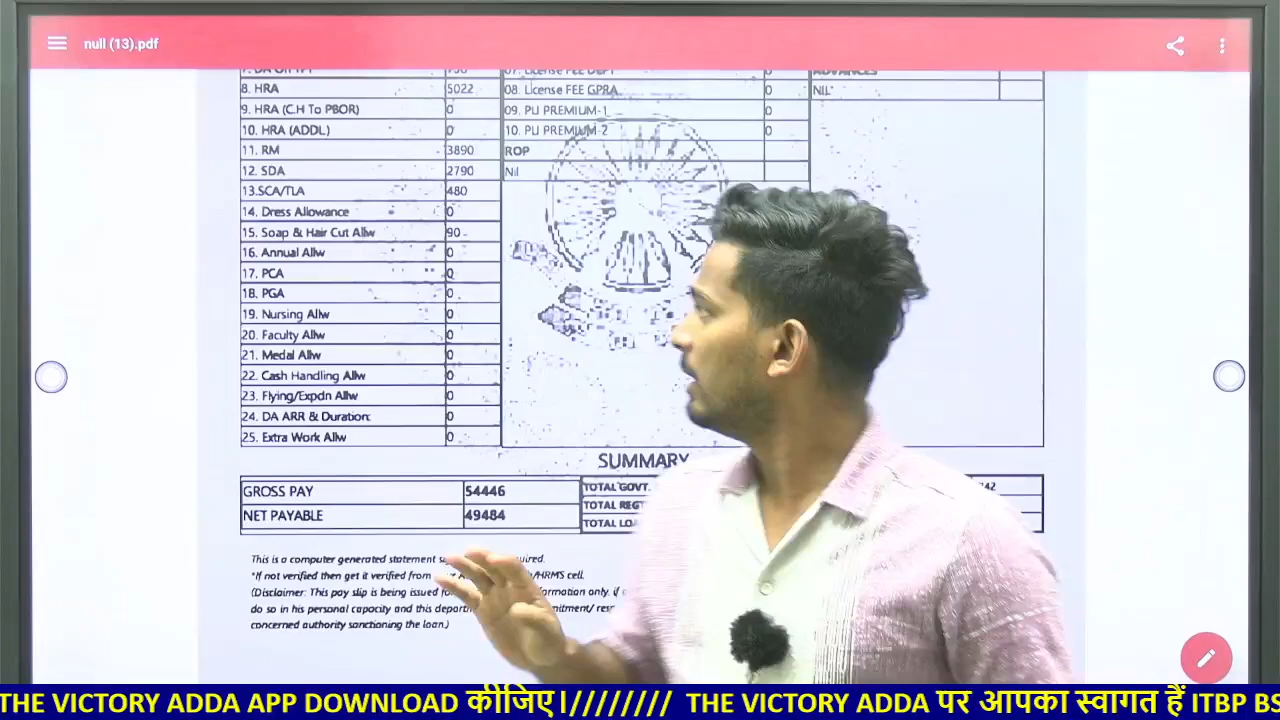 null (13).pdf
8. HRA 5022 08. License FEE GPRA 0 NIL
9. HRA (C.H To PBOR) 0 09. PLI PREMIUM-1 0
10. HRA (ADDL) 0 10. PLI PREMIUM-2 0
11. RM 3890 ROP
12. SDA 2790 Nil
13.SCA/TLA 480
14. Dress Allowance 0
15. Soap & Hair Cut Allw 90
16. Annual Allw 0
17. PCA 0
18. PGA 0
19. Nursing Allw 0
20. Faculty Allw 0
21. Medal Allw 0
22. Cash Handling Allw 0
23. Flying/Expdn Allw 0
24. DA ARR & Duration: 0
25. Extra Work Allw 0
SUMMARY
GROSS PAY 54446 TOTAL GOVT.
NET PAYABLE 49484 TOTAL
TOTAL
This is a computer generated statement
*If not verified then get it verified from /HRMS cell.
(Disclaimer: This pay slip is being issued information only. if
do so in his personal capacity and this
concerned authority sanctioning the loan.)
THE VICTORY ADDA APP DOWNLOAD कीजिए।//////// THE VICTORY ADDA पर आपका स्वागत हैं ITBP BS